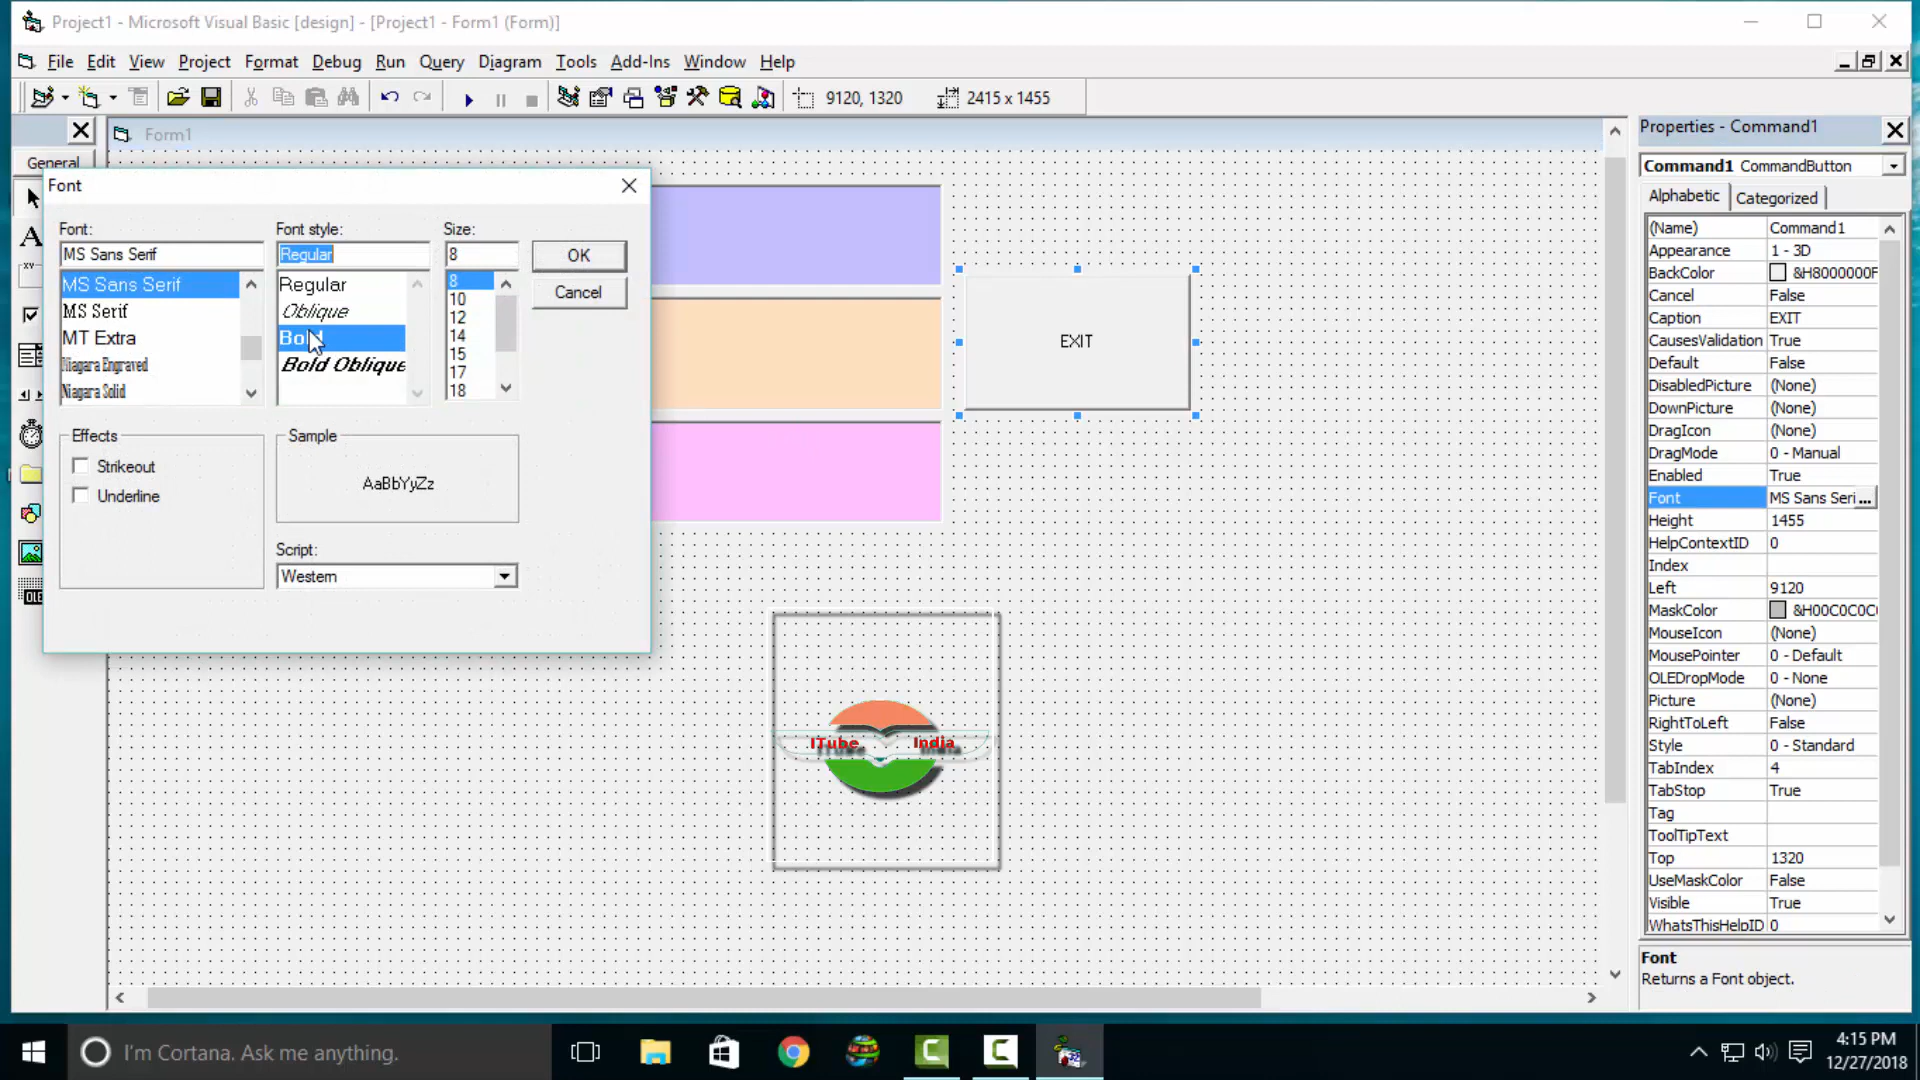 Project1 - Microsoft Visual Basic [design] - [Project1 - Form1 (Form)]
File Edit View Project Format Debug Run Query Diagram Tools Add-Ins Window Help
9120, 1320 2415 x 1455
General
Form1
Font
Font: Font style: Size:
MS Sans Serif Regular 8
OK
Cancel
MS Sans Serif
MS Serif
MT Extra
Niagara Engraved
Niagara Solid
Regular
Oblique
Bold
Bold Oblique
8
10
12
14
15
17
18
Effects
Strikeout
Underline
Sample
AaBbYyZz
Script:
Western
EXIT
ITube India
OLE
Properties - Command1
Command1 CommandButton
Alphabetic Categorized
(Name) Command1
Appearance 1 - 3D
BackColor &H8000000F
Cancel False
Caption EXIT
CausesValidation True
Default False
DisabledPicture (None)
DownPicture (None)
DragIcon (None)
DragMode 0 - Manual
Enabled True
Font MS Sans Seri ...
Height 1455
HelpContextID 0
Index
Left 9120
MaskColor &H00C0C0C
MouseIcon (None)
MousePointer 0 - Default
OLEDropMode 0 - None
Picture (None)
RightToLeft False
Style 0 - Standard
TabIndex 4
TabStop True
Tag
ToolTipText
Top 1320
UseMaskColor False
Visible True
WhatsThisHelpID 0
Font
Returns a Font object.
I'm Cortana. Ask me anything.
4:15 PM
12/27/2018